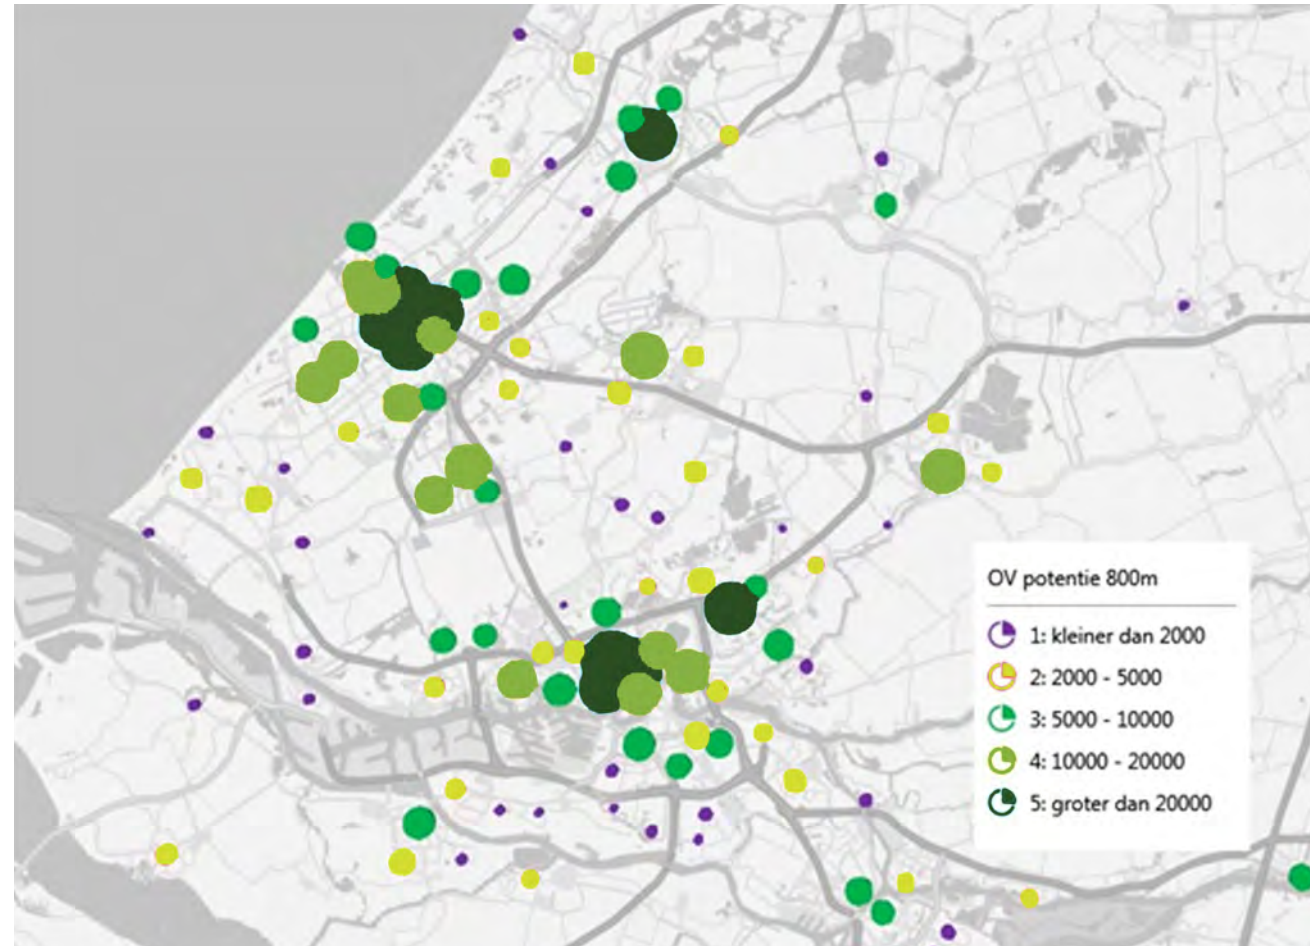 OV potentie 800m
1: kleiner dan 2000
2: 2000 - 5000
3: 5000 - 10000
4: 10000 - 20000
5: groter dan 20000